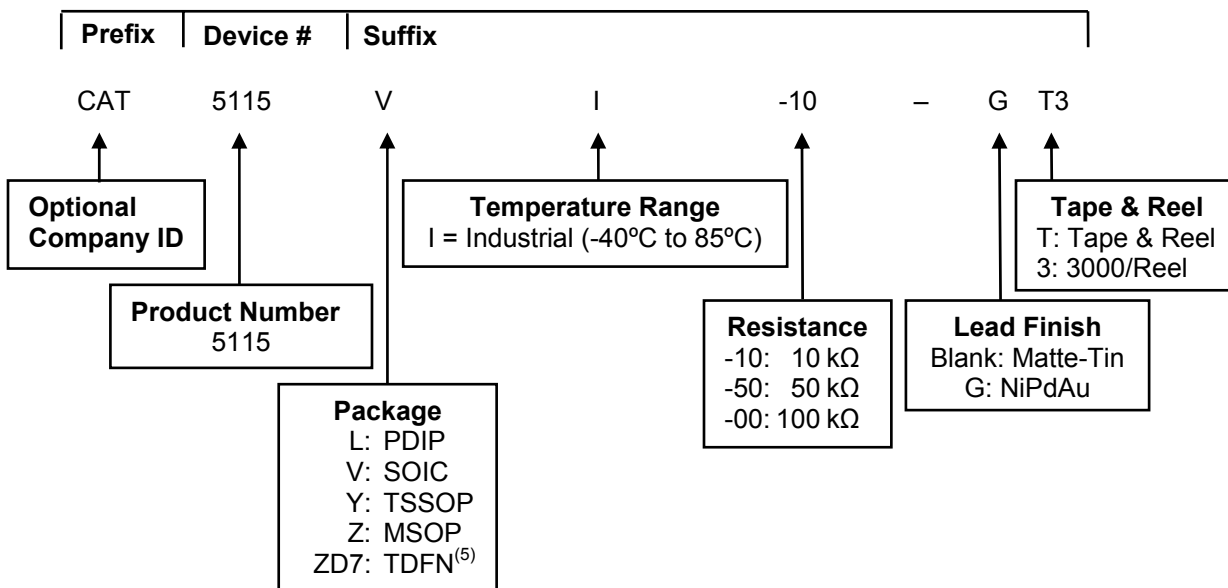 Prefix Device # Suffix
CAT 5115 V I -10 – G T3
Optional
Company ID
Product Number
5115
Package
L: PDIP
V: SOIC
Y: TSSOP
Z: MSOP
ZD7: TDFN(5)
Temperature Range
I = Industrial (-40ºC to 85ºC)
Resistance
-10: 10 kΩ
-50: 50 kΩ
-00: 100 kΩ
Lead Finish
Blank: Matte-Tin
G: NiPdAu
Tape & Reel
T: Tape & Reel
3: 3000/Reel